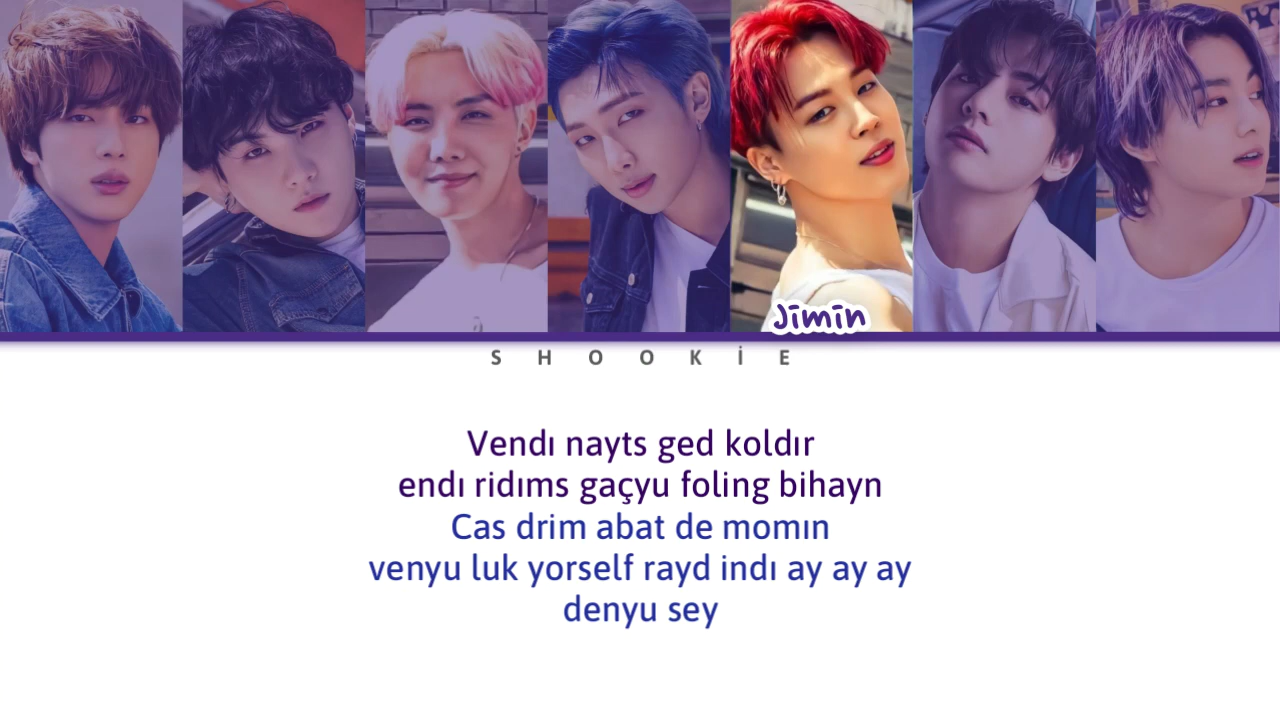 Jimin
SHOOKİE
Vendı nayts ged koldır
endı ridıms gaçyu foling bihayn
Cas drim abat de momın
venyu luk yorself rayd indı ay ay ay
denyu sey